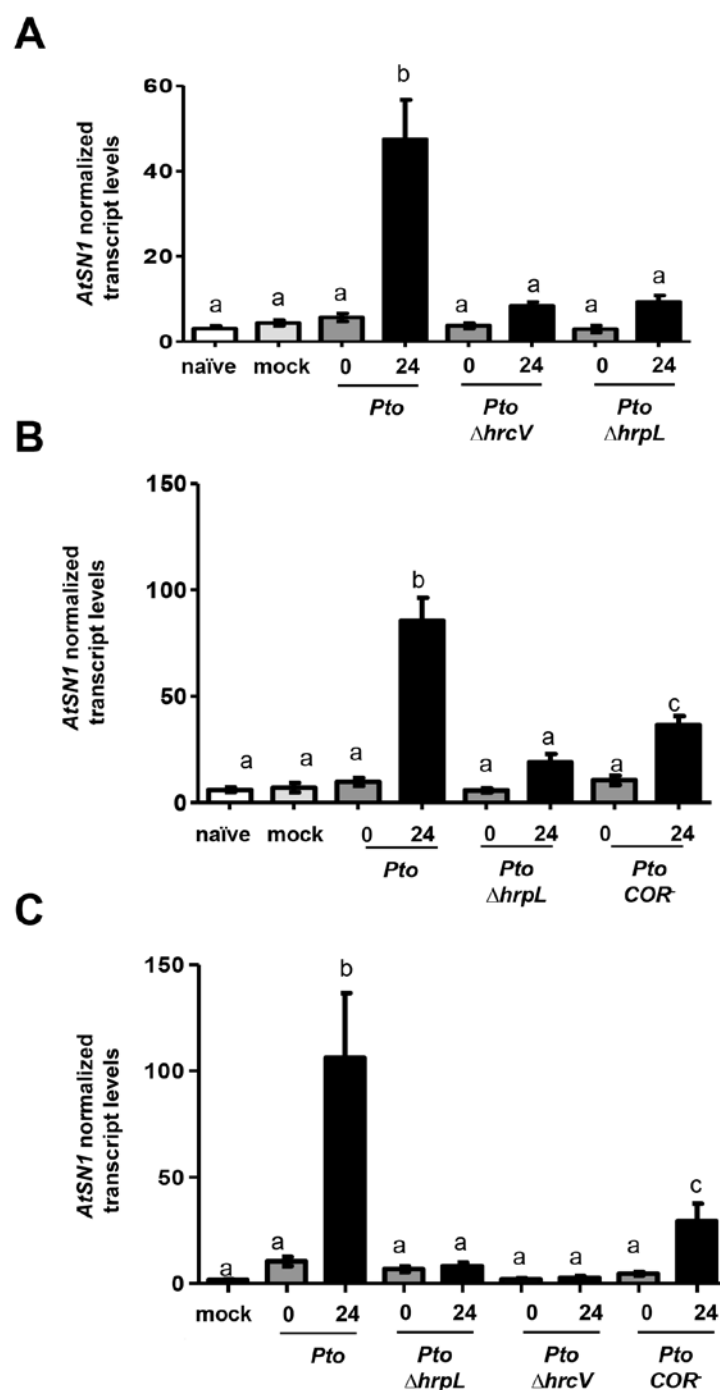 A
AtSN1 normalized
transcript levels
60
40
20
0
a a a b a a a a
naïve mock 0 24 0 24 0 24
Pto Pto Pto
ΔhrcV ΔhrpL
B
AtSN1 normalized
transcript levels
150
100
50
0
a a a b a a a c
naïve mock 0 24 0 24 0 24
Pto Pto Pto
ΔhrpL COR-
C
AtSN1 normalized
transcript levels
150
100
50
0
a a b a a a a a c
mock 0 24 0 24 0 24 0 24
Pto Pto Pto Pto
ΔhrpL ΔhrcV COR-